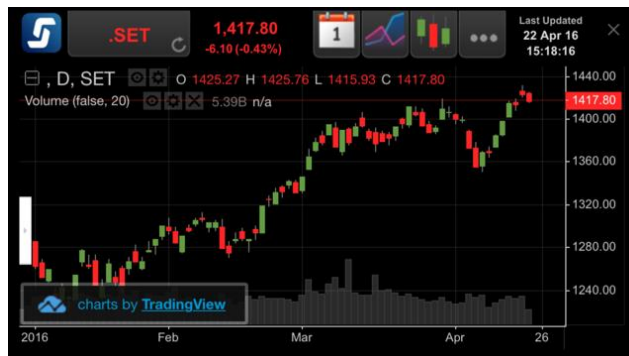 .SET
1,417.80
-6.10 (-0.43%)
1
Last Updated
22 Apr 16
15:18:16
, D, SET O 1425.27 H 1425.76 L 1415.93 C 1417.80
Volume (false, 20) 5.39B n/a
1440.00
1417.80
1400.00
1360.00
1320.00
1280.00
1240.00
charts by TradingView
2016 Feb Mar Apr 26